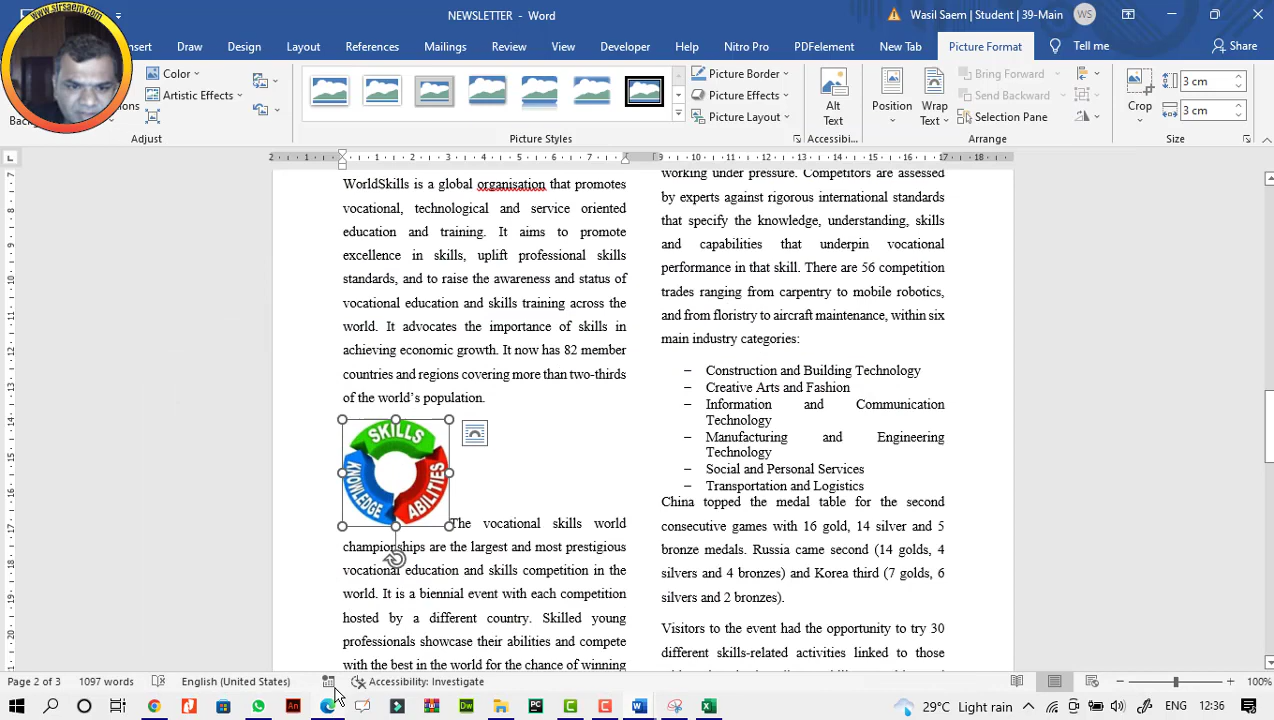 www.sirsaem.com
NEWSLETTER - Word
Wasil Saem | Student | 39-Main
WS
Draw
Design
Layout
References
Mailings
Review
View
Developer
Help
Nitro Pro
PDFelement
New Tab
Picture Format
Tell me
Share
Color
Artistic Effects
Adjust
Picture Border
Picture Effects
Picture Layout
Picture Styles
Alt
Text
Accessibi...
Position
Wrap
Text
Bring Forward
Send Backward
Selection Pane
Arrange
Crop
3 cm
3 cm
Size
WorldSkills is a global organisation that promotes
vocational, technological and service oriented
education and training. It aims to promote
excellence in skills, uplift professional skills
standards, and to raise the awareness and status of
vocational education and skills training across the
world. It advocates the importance of skills in
achieving economic growth. It now has 82 member
countries and regions covering more than two-thirds
of the world's population.
SKILLS
KNOWLEDGE
ABILITIES
The vocational skills world
championships are the largest and most prestigious
vocational education and skills competition in the
world. It is a biennial event with each competition
hosted by a different country. Skilled young
professionals showcase their abilities and compete
with the best in the world for the chance of winning
working under pressure. Competitors are assessed
by experts against rigorous international standards
that specify the knowledge, understanding, skills
and capabilities that underpin vocational
performance in that skill. There are 56 competition
trades ranging from carpentry to mobile robotics,
and from floristry to aircraft maintenance, within six
main industry categories:
– Construction and Building Technology
– Creative Arts and Fashion
– Information and Communication
Technology
– Manufacturing and Engineering
Technology
– Social and Personal Services
– Transportation and Logistics
China topped the medal table for the second
consecutive games with 16 gold, 14 silver and 5
bronze medals. Russia came second (14 golds, 4
silvers and 4 bronzes) and Korea third (7 golds, 6
silvers and 2 bronzes).
Visitors to the event had the opportunity to try 30
different skills-related activities linked to those
Page 2 of 3
1097 words
English (United States)
Accessibility: Investigate
100%
29°C Light rain
ENG
12:36